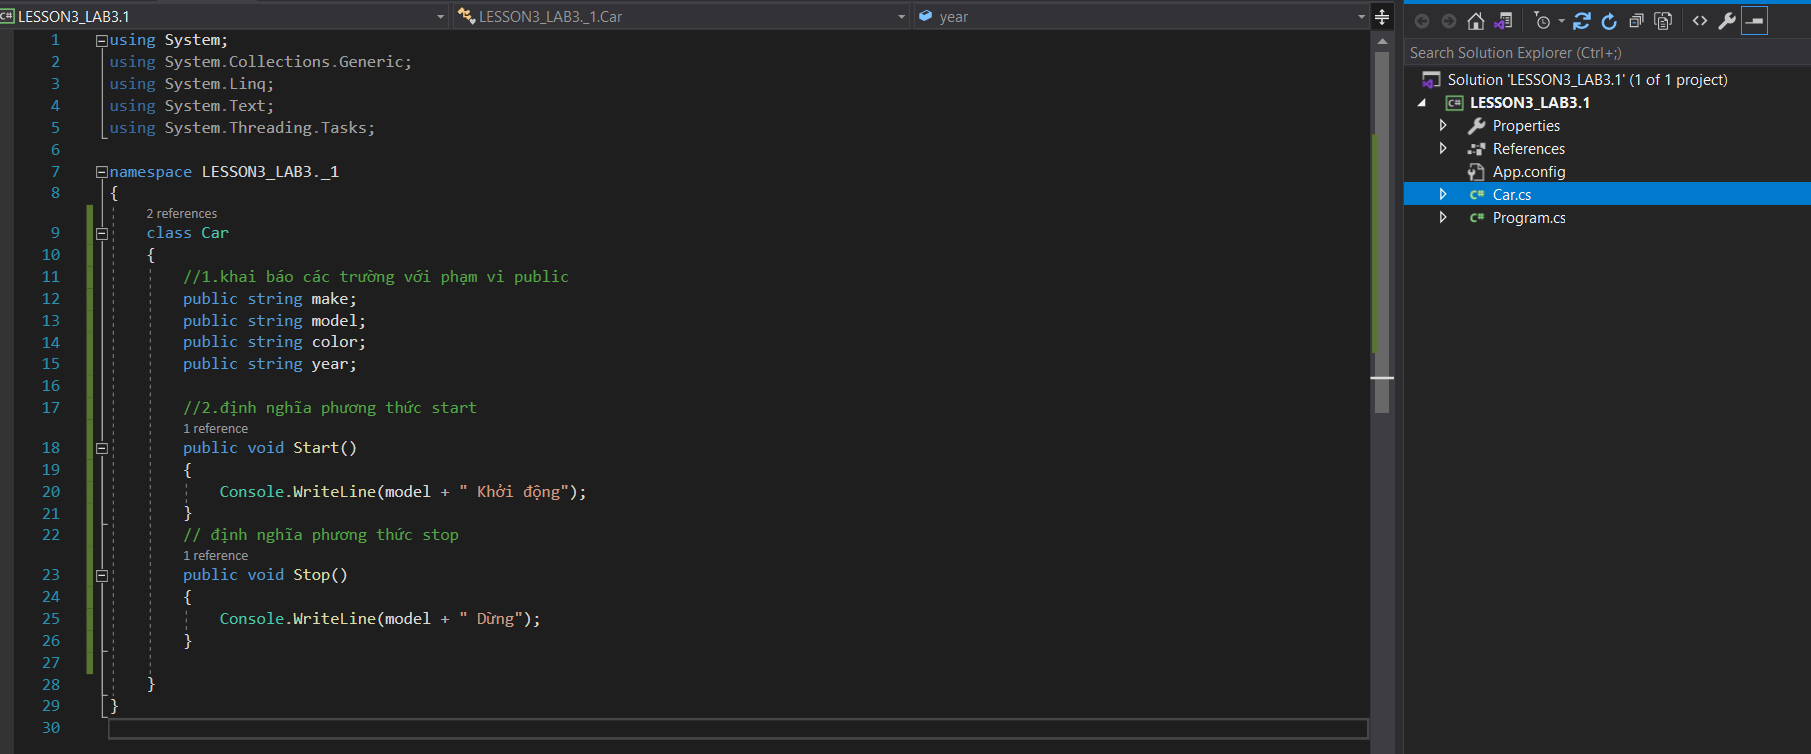 LESSON3_LAB3.1
LESSON3_LAB3._1.Car
year
1 using System;
2 using System.Collections.Generic;
3 using System.Linq;
4 using System.Text;
5 using System.Threading.Tasks;
6
7 namespace LESSON3_LAB3._1
8 {
2 references
9 class Car
10 {
11 //1.khai báo các trường với phạm vi public
12 public string make;
13 public string model;
14 public string color;
15 public string year;
16
17 //2.định nghĩa phương thức start
1 reference
18 public void Start()
19 {
20 Console.WriteLine(model + " Khởi động");
21 }
22 // định nghĩa phương thức stop
1 reference
23 public void Stop()
24 {
25 Console.WriteLine(model + " Dừng");
26 }
27
28 }
29 }
30
Search Solution Explorer (Ctrl+;)
Solution 'LESSON3_LAB3.1' (1 of 1 project)
C# LESSON3_LAB3.1
Properties
References
App.config
C# Car.cs
C# Program.cs